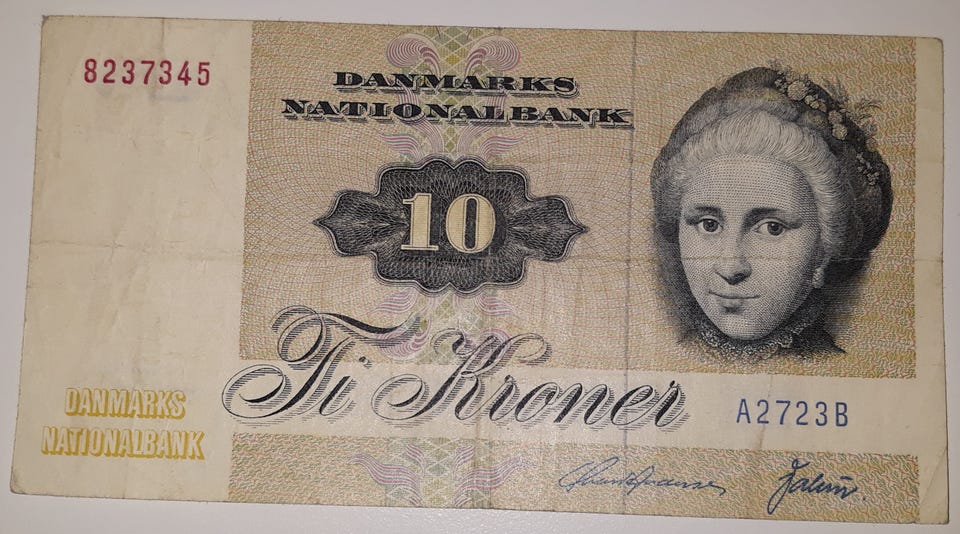 8237345
DANMARKS
NATIONALBANK
10
Ti Kroner
A2723B
DANMARKS
NATIONALBANK